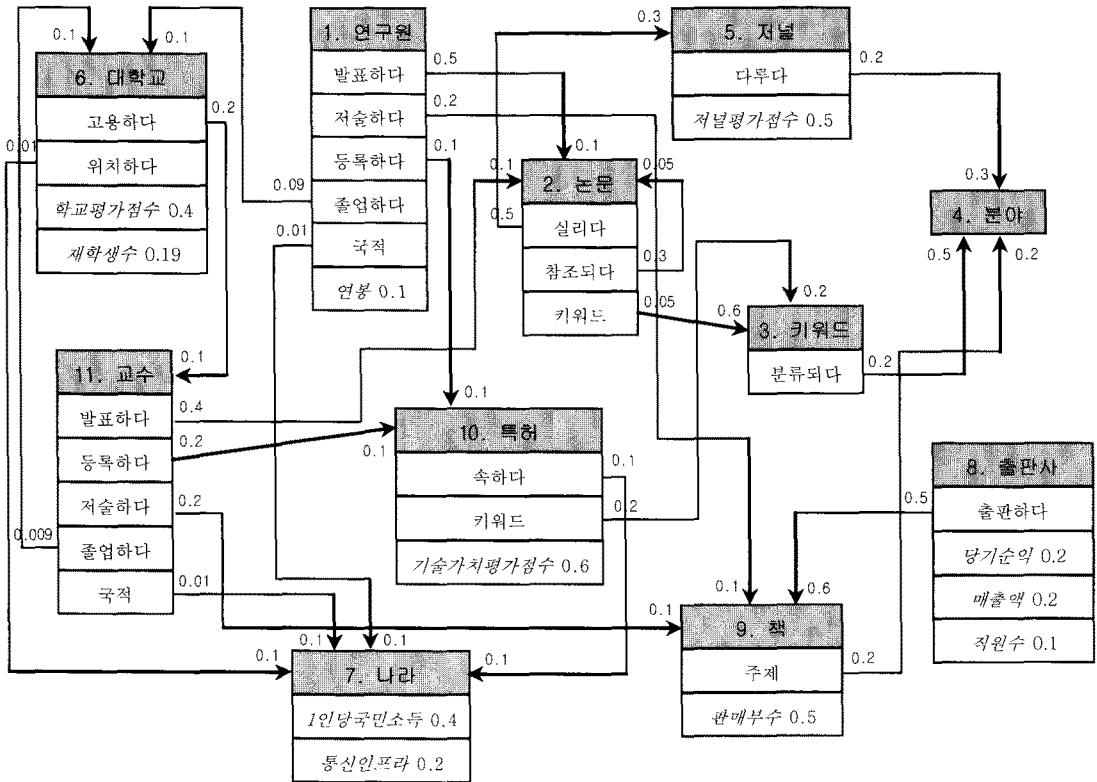 0.1
0.1
6. 대학교
고용하다
0.2
위치하다
0.01
학교평가점수 0.4
재학생수 0.19
1. 연구원
발표하다
0.5
저술하다
0.2
등록하다
0.1
졸업하다
0.09
국적
0.01
연봉 0.1
0.3
5. 저널
다루다
0.2
저널평가점수 0.5
0.1
0.1
0.05
2. 논문
실리다
0.5
참조되다
0.3
키워드
0.05
0.3
4. 분야
0.5
0.2
0.6
0.2
3. 키워드
분류되다
0.2
0.1
11. 교수
발표하다
0.4
등록하다
0.2
저술하다
0.2
졸업하다
0.009
국적
0.01
0.1
0.1
10. 특허
속하다
0.1
키워드
0.2
기술가치평가점수 0.6
8. 출판사
출판하다
0.5
당기순익 0.2
매출액 0.2
직원수 0.1
0.1
0.6
0.1
9. 책
주제
0.2
판매부수 0.5
0.1
0.1
0.1
0.1
7. 나라
1인당국민소득 0.4
통신인프라 0.2